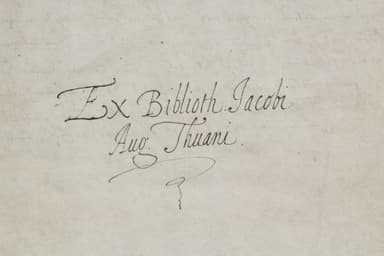 Ex Biblioth. Jacobi
Aug. Thuani.